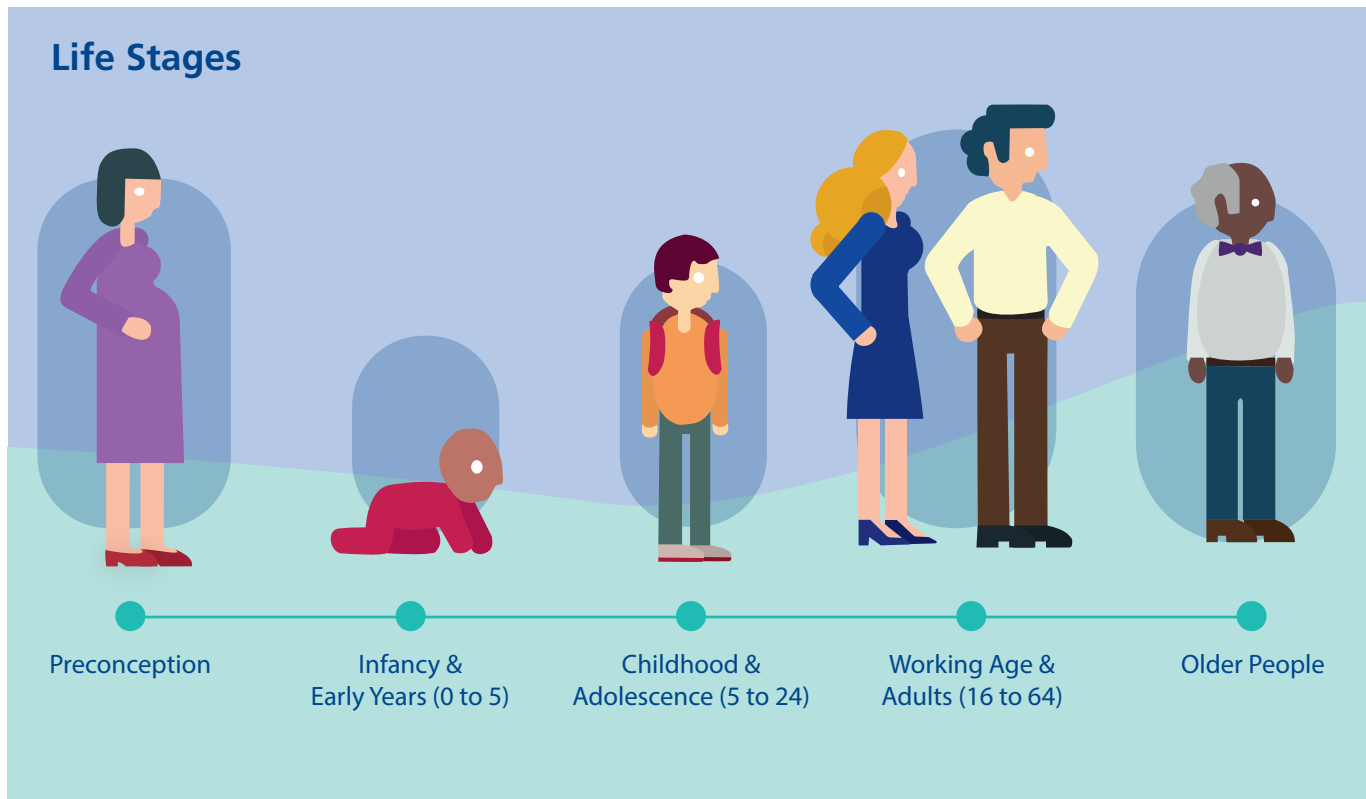 Life Stages
Preconception
Infancy &
Early Years (0 to 5)
Childhood &
Adolescence (5 to 24)
Working Age &
Adults (16 to 64)
Older People